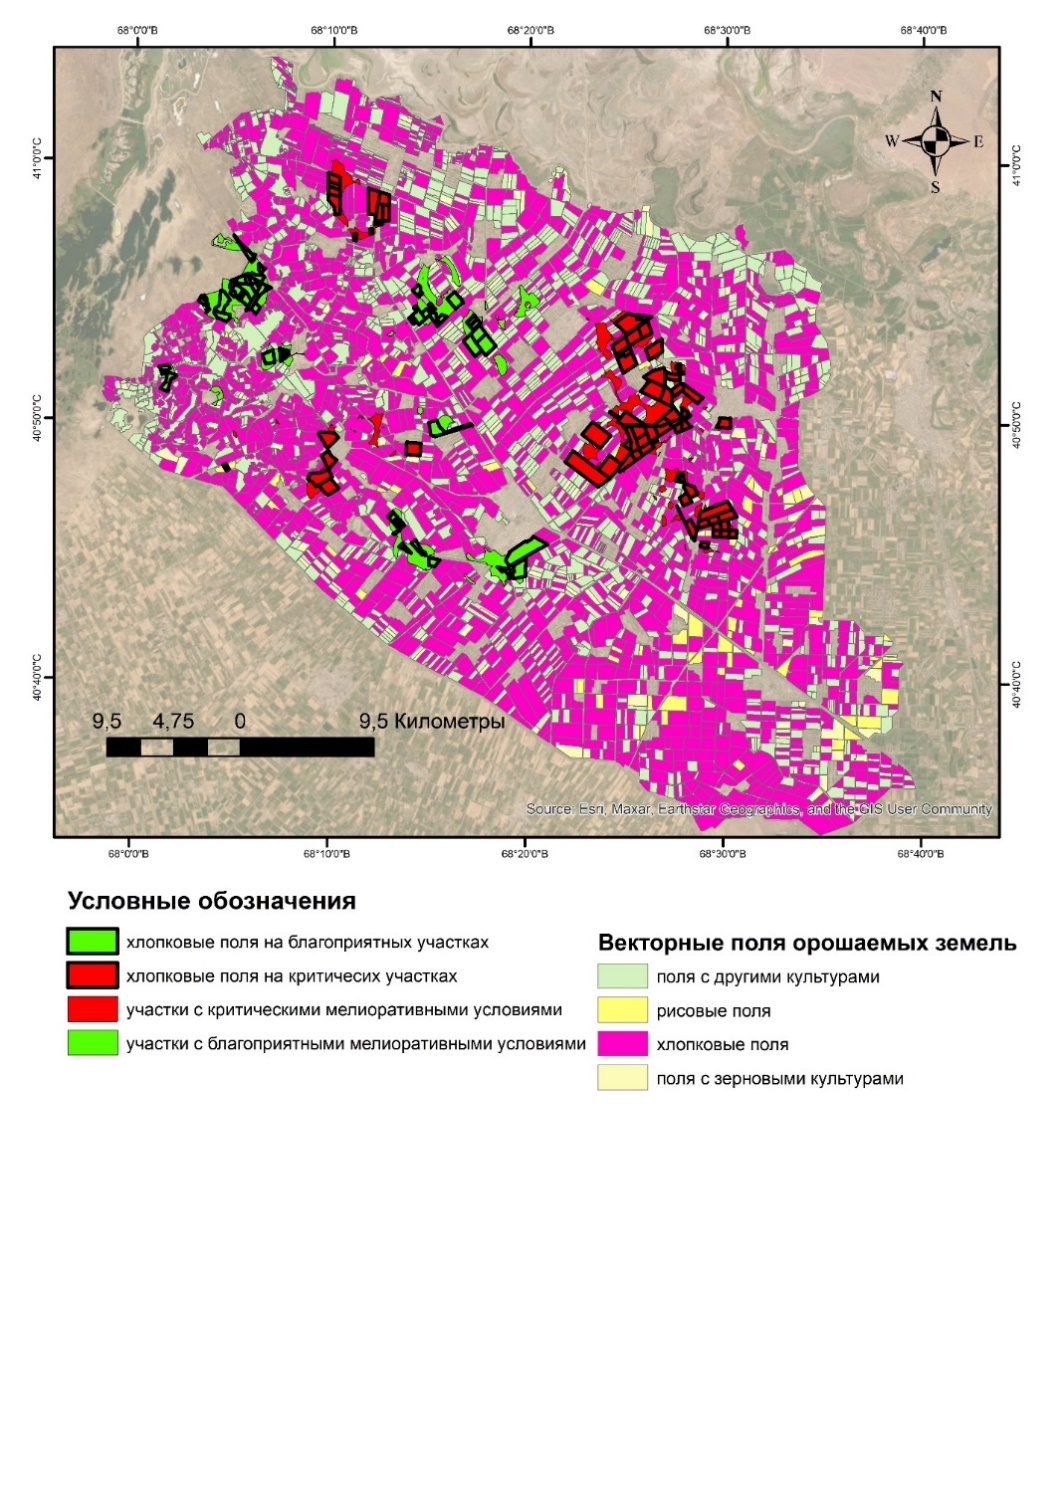 68°0'0"В 68°10'0"В 68°20'0"В 68°30'0"В 68°40'0"В
N
W E
S
41°0'0"С 41°0'0"С
40°50'0"С 40°50'0"С
40°40'0"С 40°40'0"С
9,5 4,75 0 9,5 Километры
Source: Esri, Maxar, Earthstar Geographics, and the GIS User Community
68°0'0"В 68°10'0"В 68°20'0"В 68°30'0"В 68°40'0"В
Условные обозначения
хлопковые поля на благоприятных участках
хлопковые поля на критичесих участках
участки с критическими мелиоративными условиями
участки с благоприятными мелиоративными условиями
Векторные поля орошаемых земель
поля с другими культурами
рисовые поля
хлопковые поля
поля с зерновыми культурами